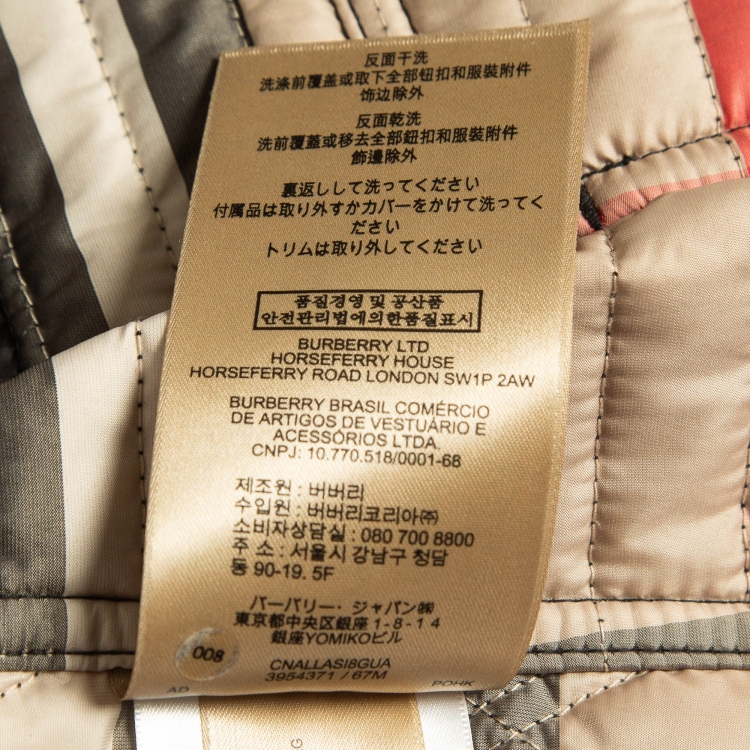 反面干洗
洗涤前覆盖或取下全部鈕扣和服裝附件
饰边除外
反面乾洗
洗前覆蓋或移去全部鈕扣和服裝附件
飾邊除外
裏返しして洗ってください
付属品は取り外すかカバーをかけて洗ってく
ださい
トリムは取り外してください
품질경영 및 공산품
안전관리법에의한품질표시
BURBERRY LTD
HORSEFERRY HOUSE
HORSEFERRY ROAD LONDON SW1P 2AW
BURBERRY BRASIL COMÉRCIO
DE ARTIGOS DE VESTUÁRIO E
ACESSÓRIOS LTDA.
CNPJ: 10.770.518/0001-68
제조원 : 버버리
수입원 : 버버리코리아㈜
소비자상담실 : 080 700 8800
주 소 : 서울시 강남구 청담
동 90-19. 5F
バーバリー・ジャパン㈱
東京都中央区銀座 1-8-14
銀座YOMIKOビル
008
CNALLASI8GUA
3954371 / 67M
AD
POHK
G